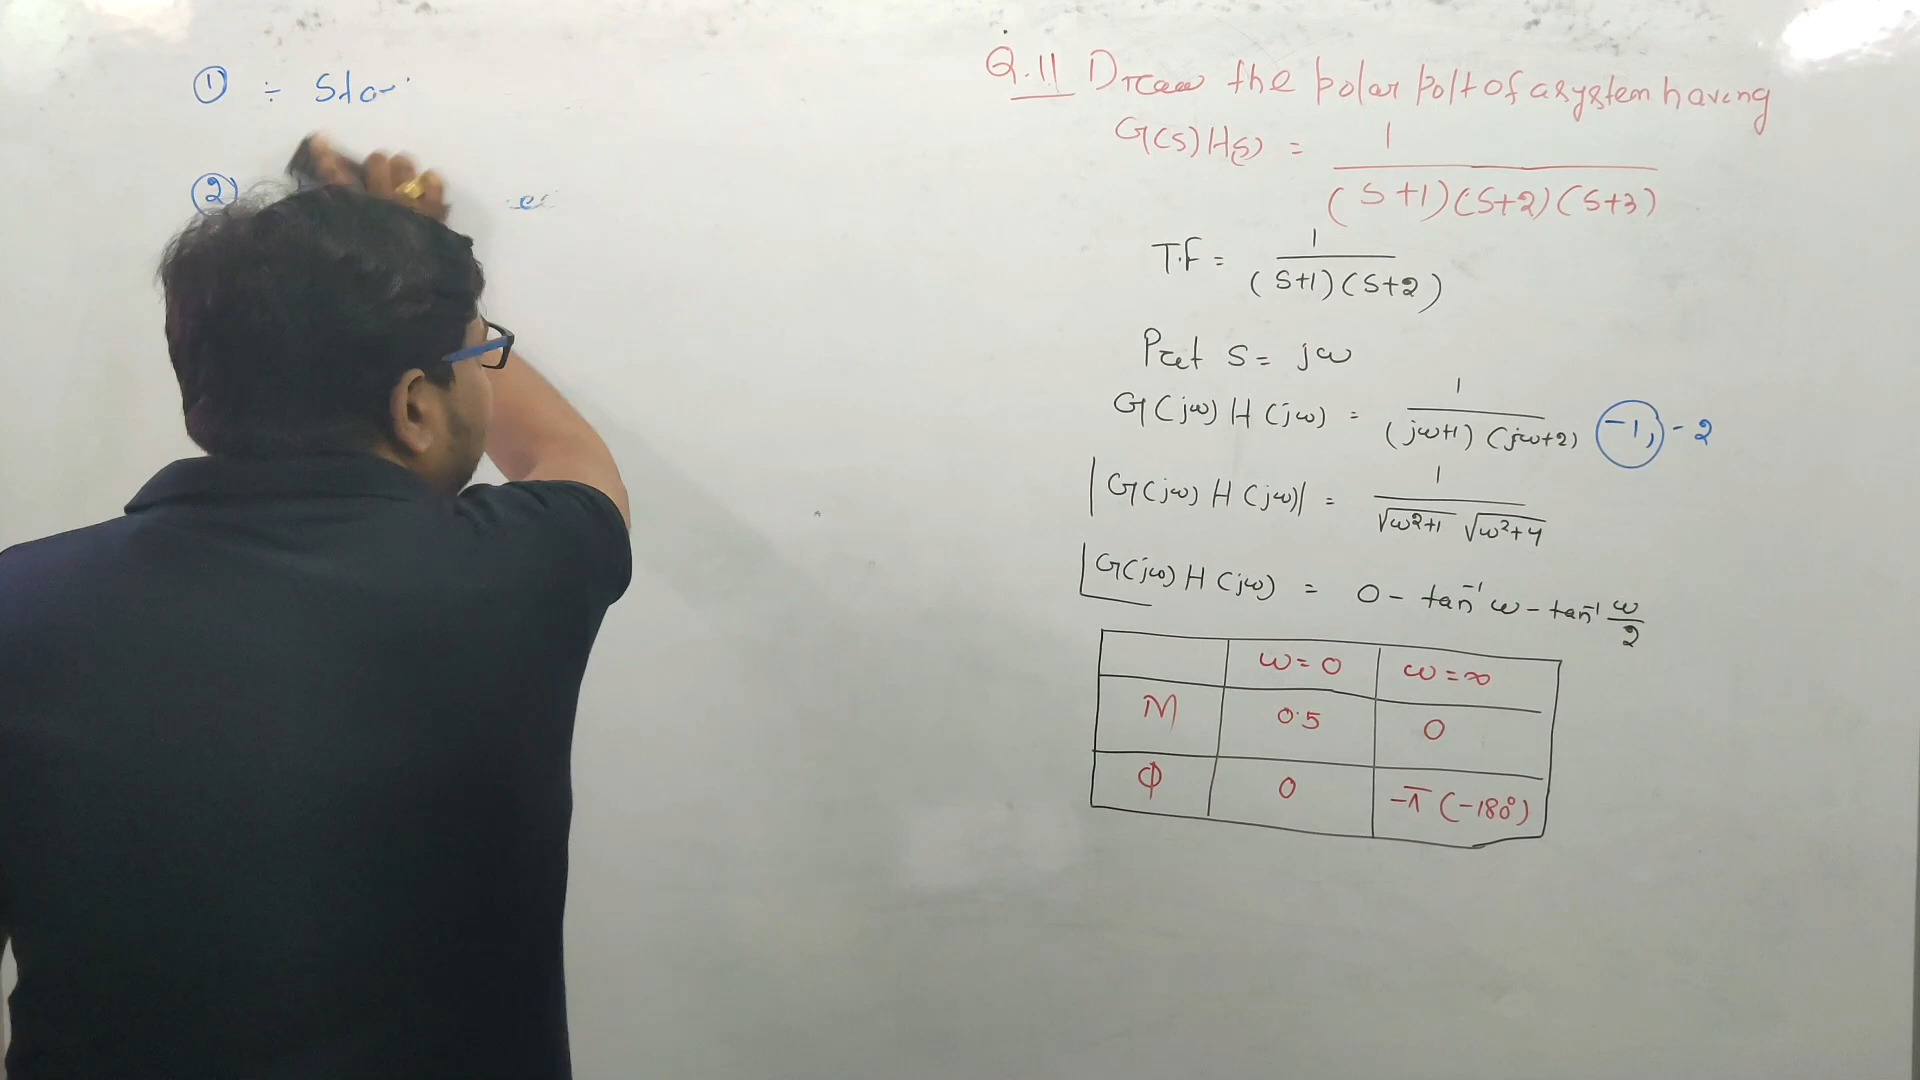 ① ÷ Sta
②
Q.11 Draw the polar polt of a system having
G(s)H(s) = 1 / (S+1)(S+2)(S+3)
T.F = 1 / (S+1)(S+2)
Put S = jω
G(jω) H(jω) = 1 / (jω+1)(jω+2) -1, -2
|G(jω) H(jω)| = 1 / √ω²+1 √ω²+4
∠G(jω) H(jω) = 0 - tan⁻¹ ω - tan⁻¹ ω/2
ω = 0 ω = ∞
M 0.5 0
Φ 0 -π (-180°)